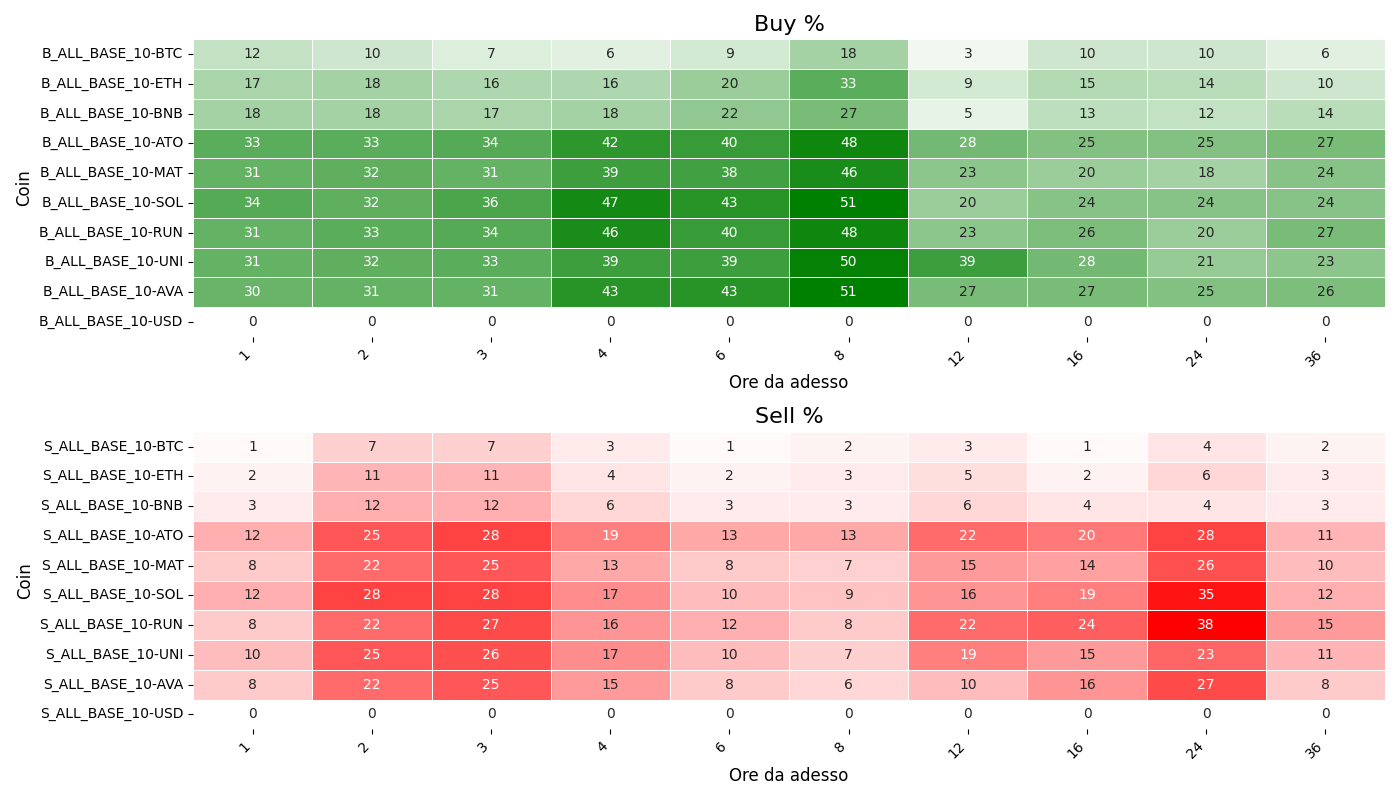 Buy %
Coin
B_ALL_BASE_10-BTC 12 10 7 6 9 18 3 10 10 6
B_ALL_BASE_10-ETH 17 18 16 16 20 33 9 15 14 10
B_ALL_BASE_10-BNB 18 18 17 18 22 27 5 13 12 14
B_ALL_BASE_10-ATO 33 33 34 42 40 48 28 25 25 27
B_ALL_BASE_10-MAT 31 32 31 39 38 46 23 20 18 24
B_ALL_BASE_10-SOL 34 32 36 47 43 51 20 24 24 24
B_ALL_BASE_10-RUN 31 33 34 46 40 48 23 26 20 27
B_ALL_BASE_10-UNI 31 32 33 39 39 50 39 28 21 23
B_ALL_BASE_10-AVA 30 31 31 43 43 51 27 27 25 26
B_ALL_BASE_10-USD 0 0 0 0 0 0 0 0 0 0
1 2 3 4 6 8 12 16 24 36
Ore da adesso
Sell %
Coin
S_ALL_BASE_10-BTC 1 7 7 3 1 2 3 1 4 2
S_ALL_BASE_10-ETH 2 11 11 4 2 3 5 2 6 3
S_ALL_BASE_10-BNB 3 12 12 6 3 3 6 4 4 3
S_ALL_BASE_10-ATO 12 25 28 19 13 13 22 20 28 11
S_ALL_BASE_10-MAT 8 22 25 13 8 7 15 14 26 10
S_ALL_BASE_10-SOL 12 28 28 17 10 9 16 19 35 12
S_ALL_BASE_10-RUN 8 22 27 16 12 8 22 24 38 15
S_ALL_BASE_10-UNI 10 25 26 17 10 7 19 15 23 11
S_ALL_BASE_10-AVA 8 22 25 15 8 6 10 16 27 8
S_ALL_BASE_10-USD 0 0 0 0 0 0 0 0 0 0
1 2 3 4 6 8 12 16 24 36
Ore da adesso